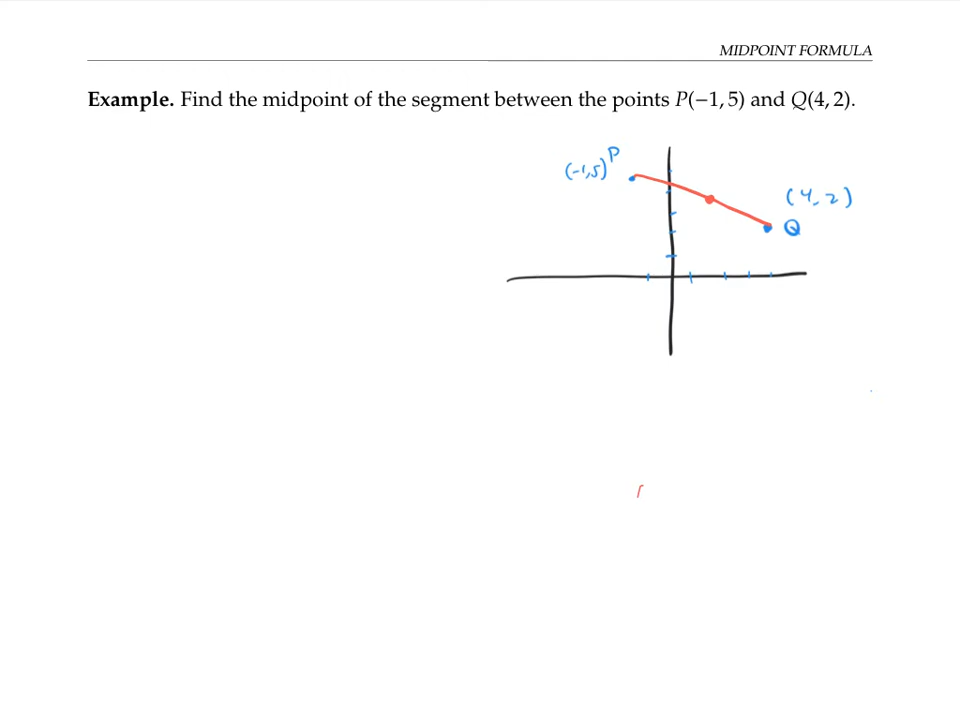 MIDPOINT FORMULA
Example. Find the midpoint of the segment between the points P(−1, 5) and Q(4, 2).
(-1,5) P
(4, 2)
Q